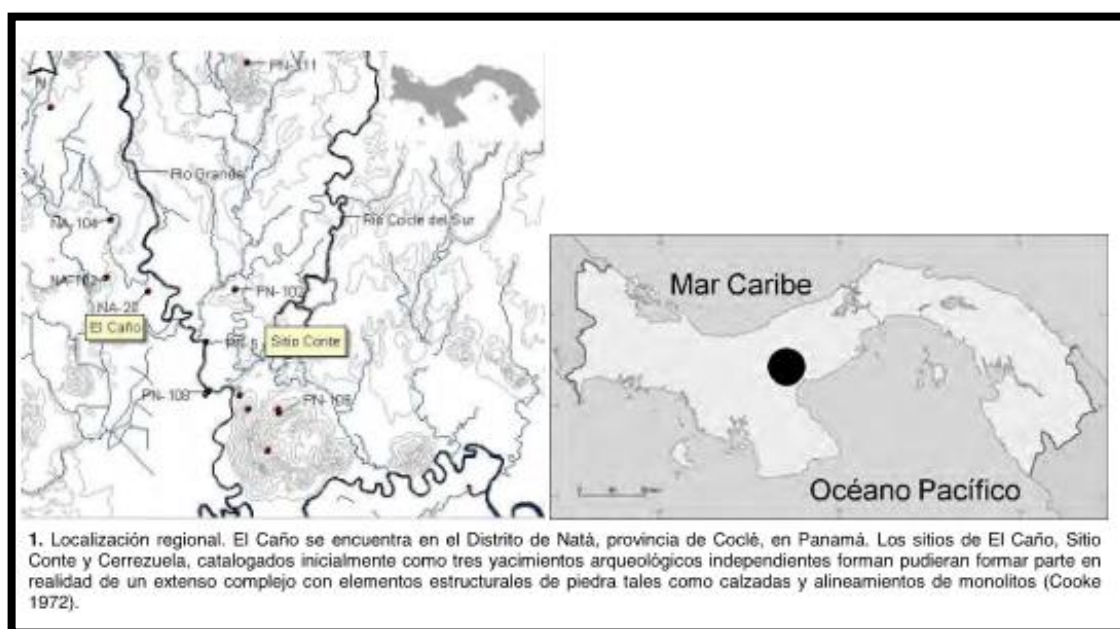 N
PN-111
Rio Grande
Rio Cocle del Sur
NA-104
NA-102
NA-20
PN-102
El Caño
Sitio Conte
PN-108
PN-106
Mar Caribe
Océano Pacífico
1. Localización regional. El Caño se encuentra en el Distrito de Natá, provincia de Coclé, en Panamá. Los sitios de El Caño, Sitio
Conte y Cerrezuela, catalogados inicialmente como tres yacimientos arqueológicos independientes forman pudieran formar parte en
realidad de un extenso complejo con elementos estructurales de piedra tales como calzadas y alineamientos de monolitos (Cooke
1972).